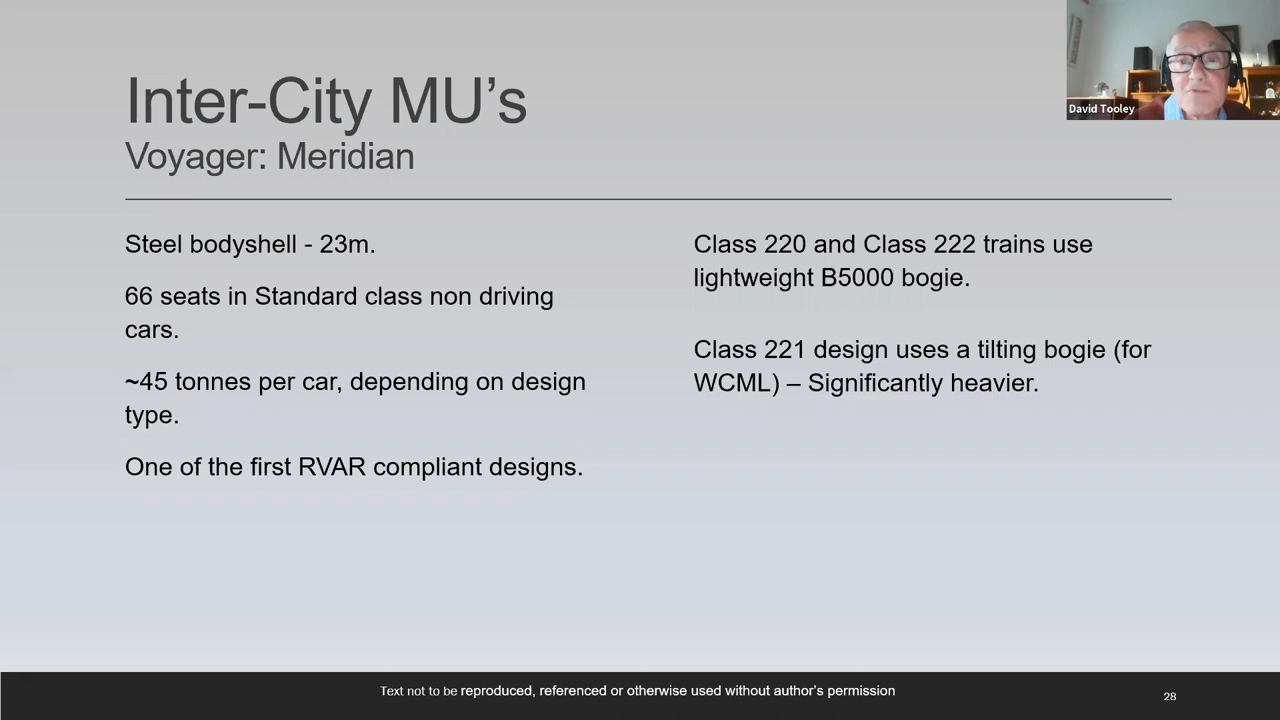 Inter-City MU’s
Voyager: Meridian
David Tooley
Steel bodyshell - 23m.
66 seats in Standard class non driving
cars.
~45 tonnes per car, depending on design
type.
One of the first RVAR compliant designs.
Class 220 and Class 222 trains use
lightweight B5000 bogie.
Class 221 design uses a tilting bogie (for
WCML) – Significantly heavier.
Text not to be reproduced, referenced or otherwise used without author’s permission
28